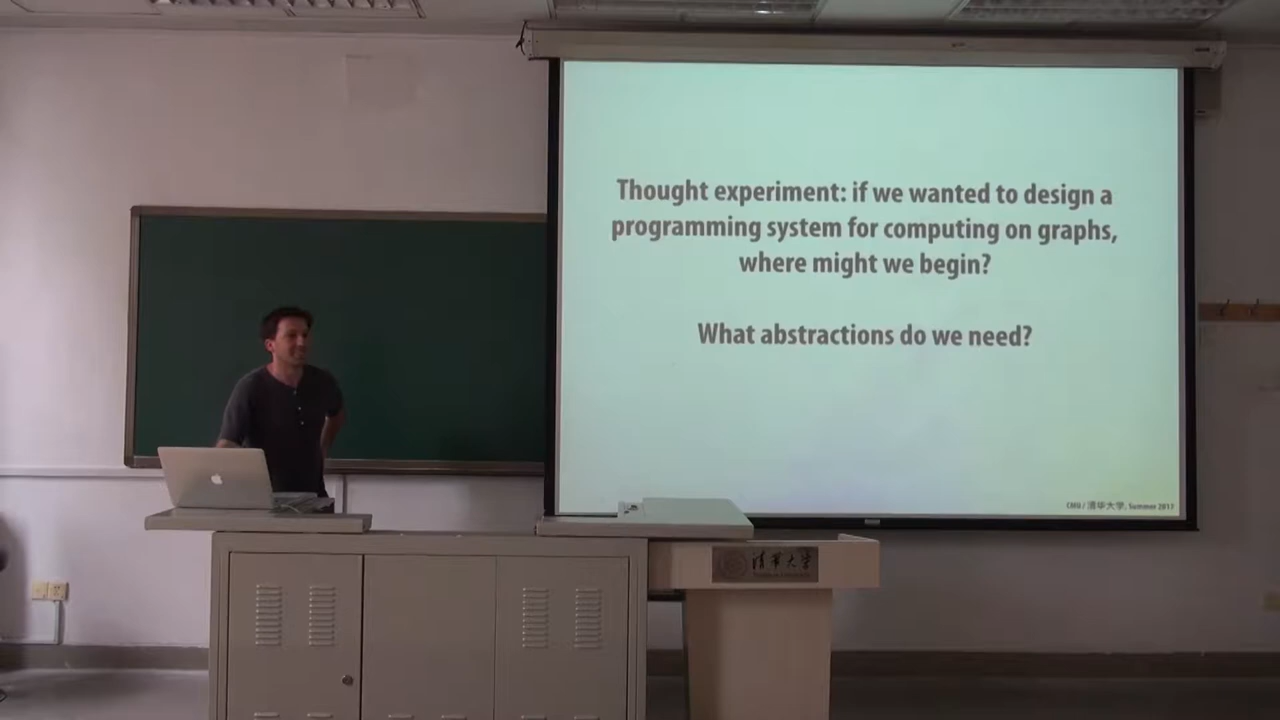 Thought experiment: if we wanted to design a
programming system for computing on graphs,
where might we begin?
What abstractions do we need?
CMU / 清华大学, Summer 2017
清华大学